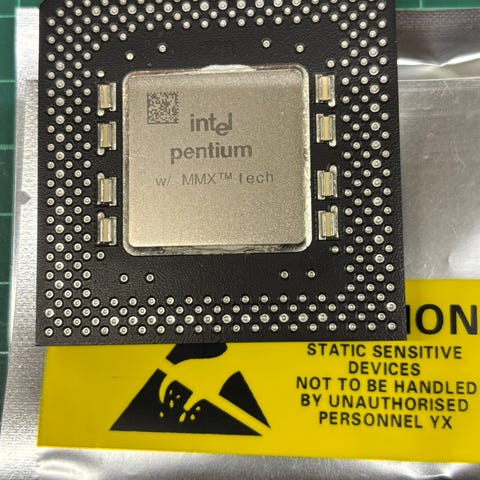 intel
pentium
w/ MMX™ tech
ION
STATIC SENSITIVE
DEVICES
NOT TO BE HANDLED
BY UNAUTHORISED
PERSONNEL YX